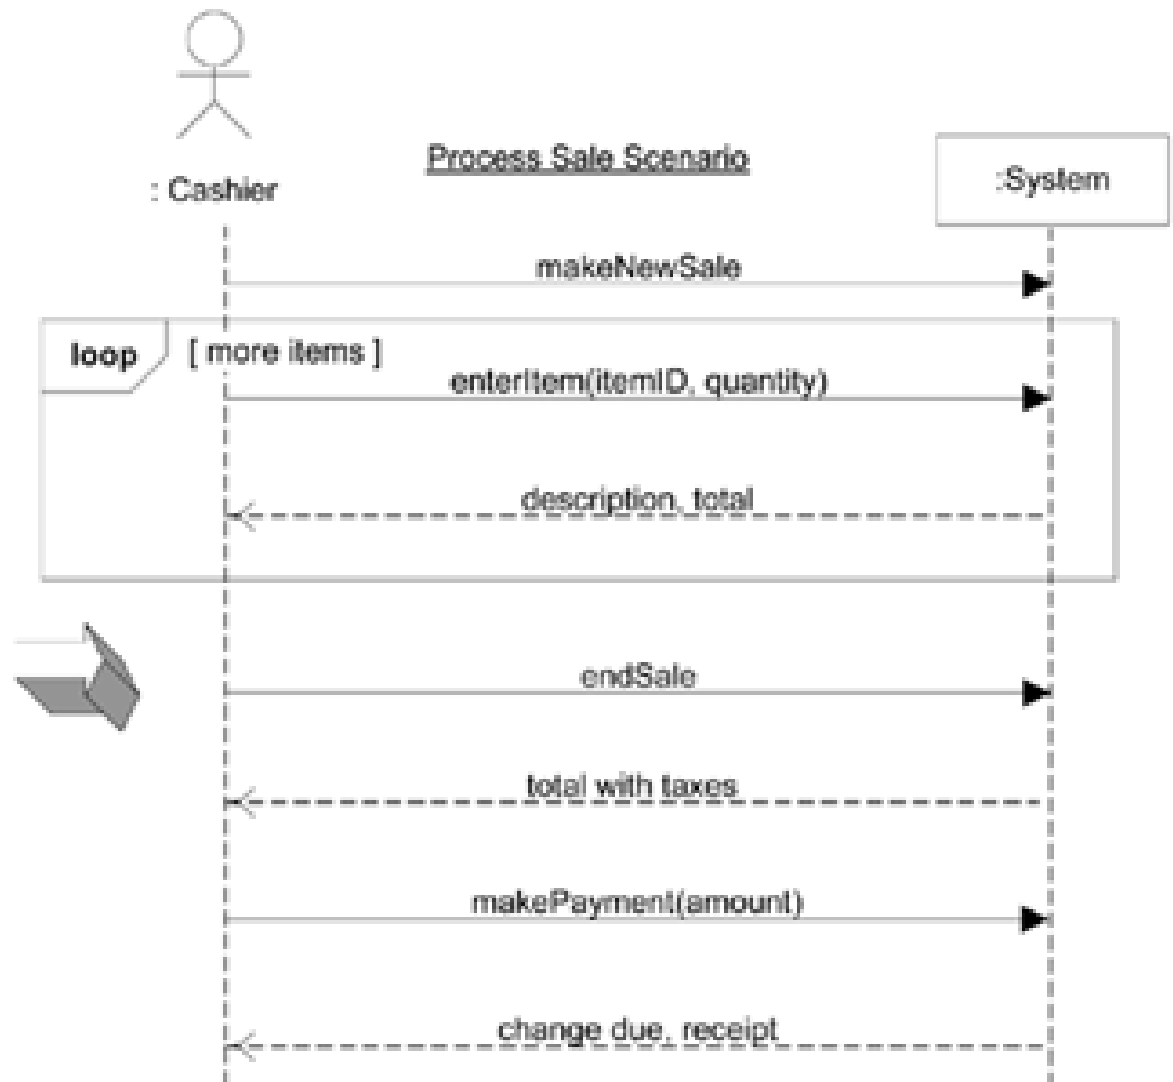 Process Sale Scenario
: Cashier
:System
makeNewSale
loop
[ more items ]
enterItem(itemID, quantity)
description, total
endSale
total with taxes
makePayment(amount)
change due, receipt